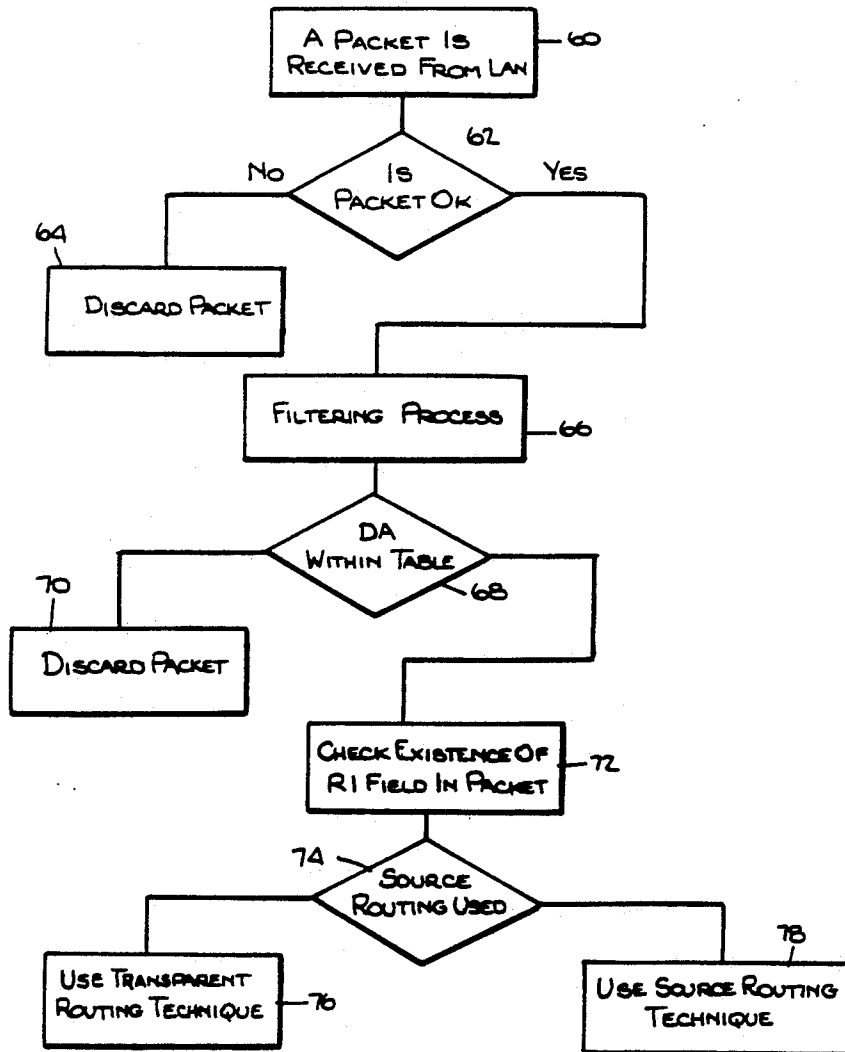 A PACKET IS
RECEIVED FROM LAN
60
62
NO
IS
PACKET OK
YES
64
DISCARD PACKET
FILTERING PROCESS
66
DA
WITHIN TABLE
68
70
DISCARD PACKET
CHECK EXISTENCE OF
RI FIELD IN PACKET
72
74
SOURCE
ROUTING USED
USE TRANSPARENT
ROUTING TECHNIQUE
76
78
USE SOURCE ROUTING
TECHNIQUE